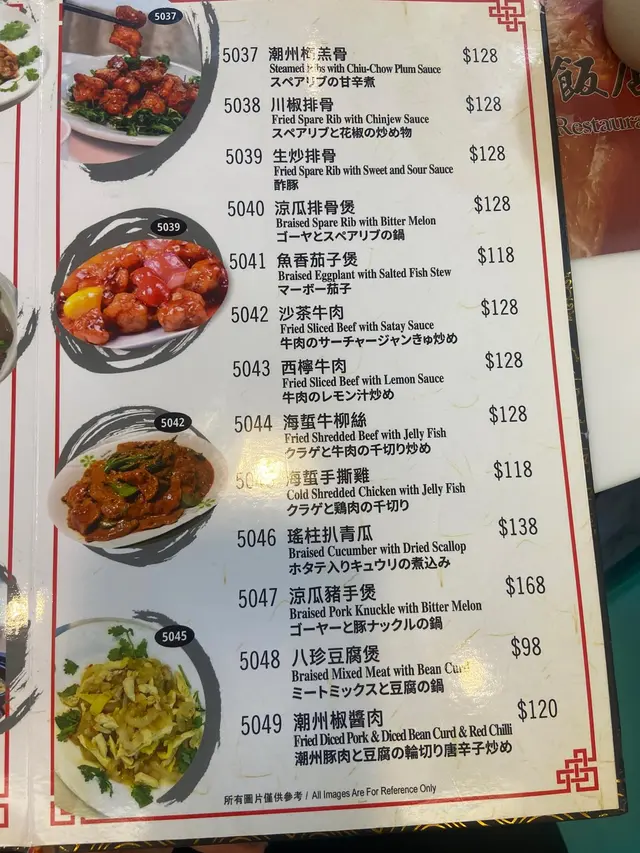 5037
5037 潮州梅羔骨 $128
Steamed Ribs with Chiu-Chow Plum Sauce
スペアリブの甘辛煮
5038 川椒排骨 $128
Fried Spare Rib with Chinjew Sauce
スペアリブと花椒の炒め物
5039 生炒排骨 $128
Fried Spare Rib with Sweet and Sour Sauce
酢豚
5040 涼瓜排骨煲 $128
Braised Spare Rib with Bitter Melon
ゴーヤとスペアリブの鍋
5039
5041 魚香茄子煲 $118
Braised Eggplant with Salted Fish Stew
マーボー茄子
5042 沙茶牛肉 $128
Fried Sliced Beef with Satay Sauce
牛肉のサーチャージャンきゅ炒め
5043 西檸牛肉 $128
Fried Sliced Beef with Lemon Sauce
牛肉のレモン汁炒め
5042
5044 海蜇牛柳絲 $128
Fried Shredded Beef with Jelly Fish
クラゲと牛肉の千切り炒め
海蜇手撕雞 $118
Cold Shredded Chicken with Jelly Fish
クラゲと鶏肉の千切り
5046 瑤柱扒青瓜 $138
Braised Cucumber with Dried Scallop
ホタテ入りキュウリの煮込み
5047 涼瓜豬手煲 $168
Braised Pork Knuckle with Bitter Melon
ゴーヤーと豚ナックルの鍋
5045
5048 八珍豆腐煲 $98
Braised Mixed Meat with Bean Curd
ミートミックスと豆腐の鍋
5049 潮州椒醬肉 $120
Fried Diced Pork & Diced Bean Curd & Red Chilli
潮州豚肉と豆腐の輪切り唐辛子炒め
所有圖片僅供參考 / All Images Are For Reference Only
飯